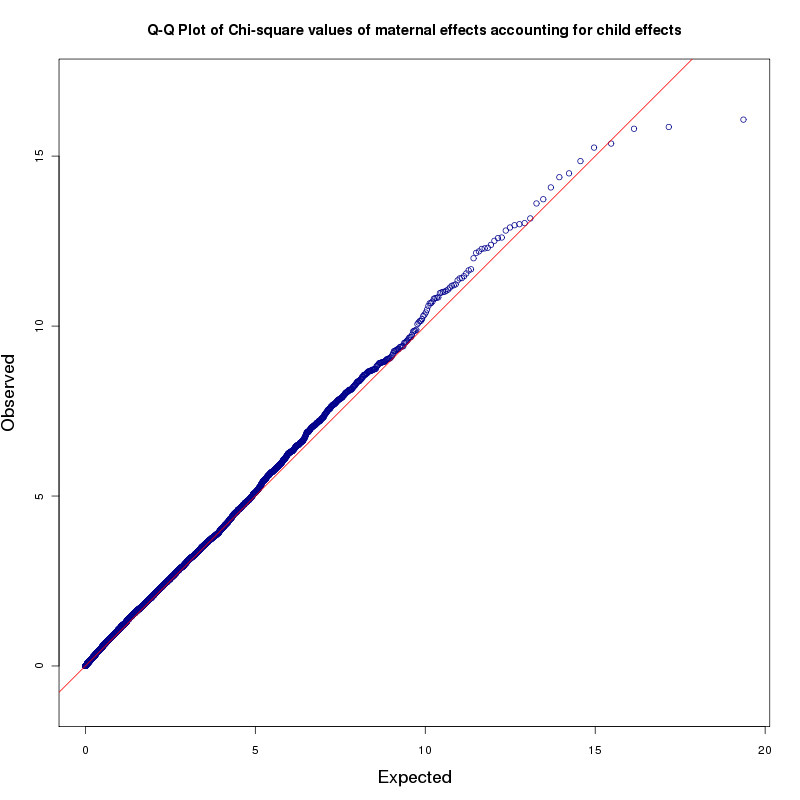 Q-Q Plot of Chi-square values of maternal effects accounting for child effects
15
10
5
0
Observed
0 5 10 15 20
Expected